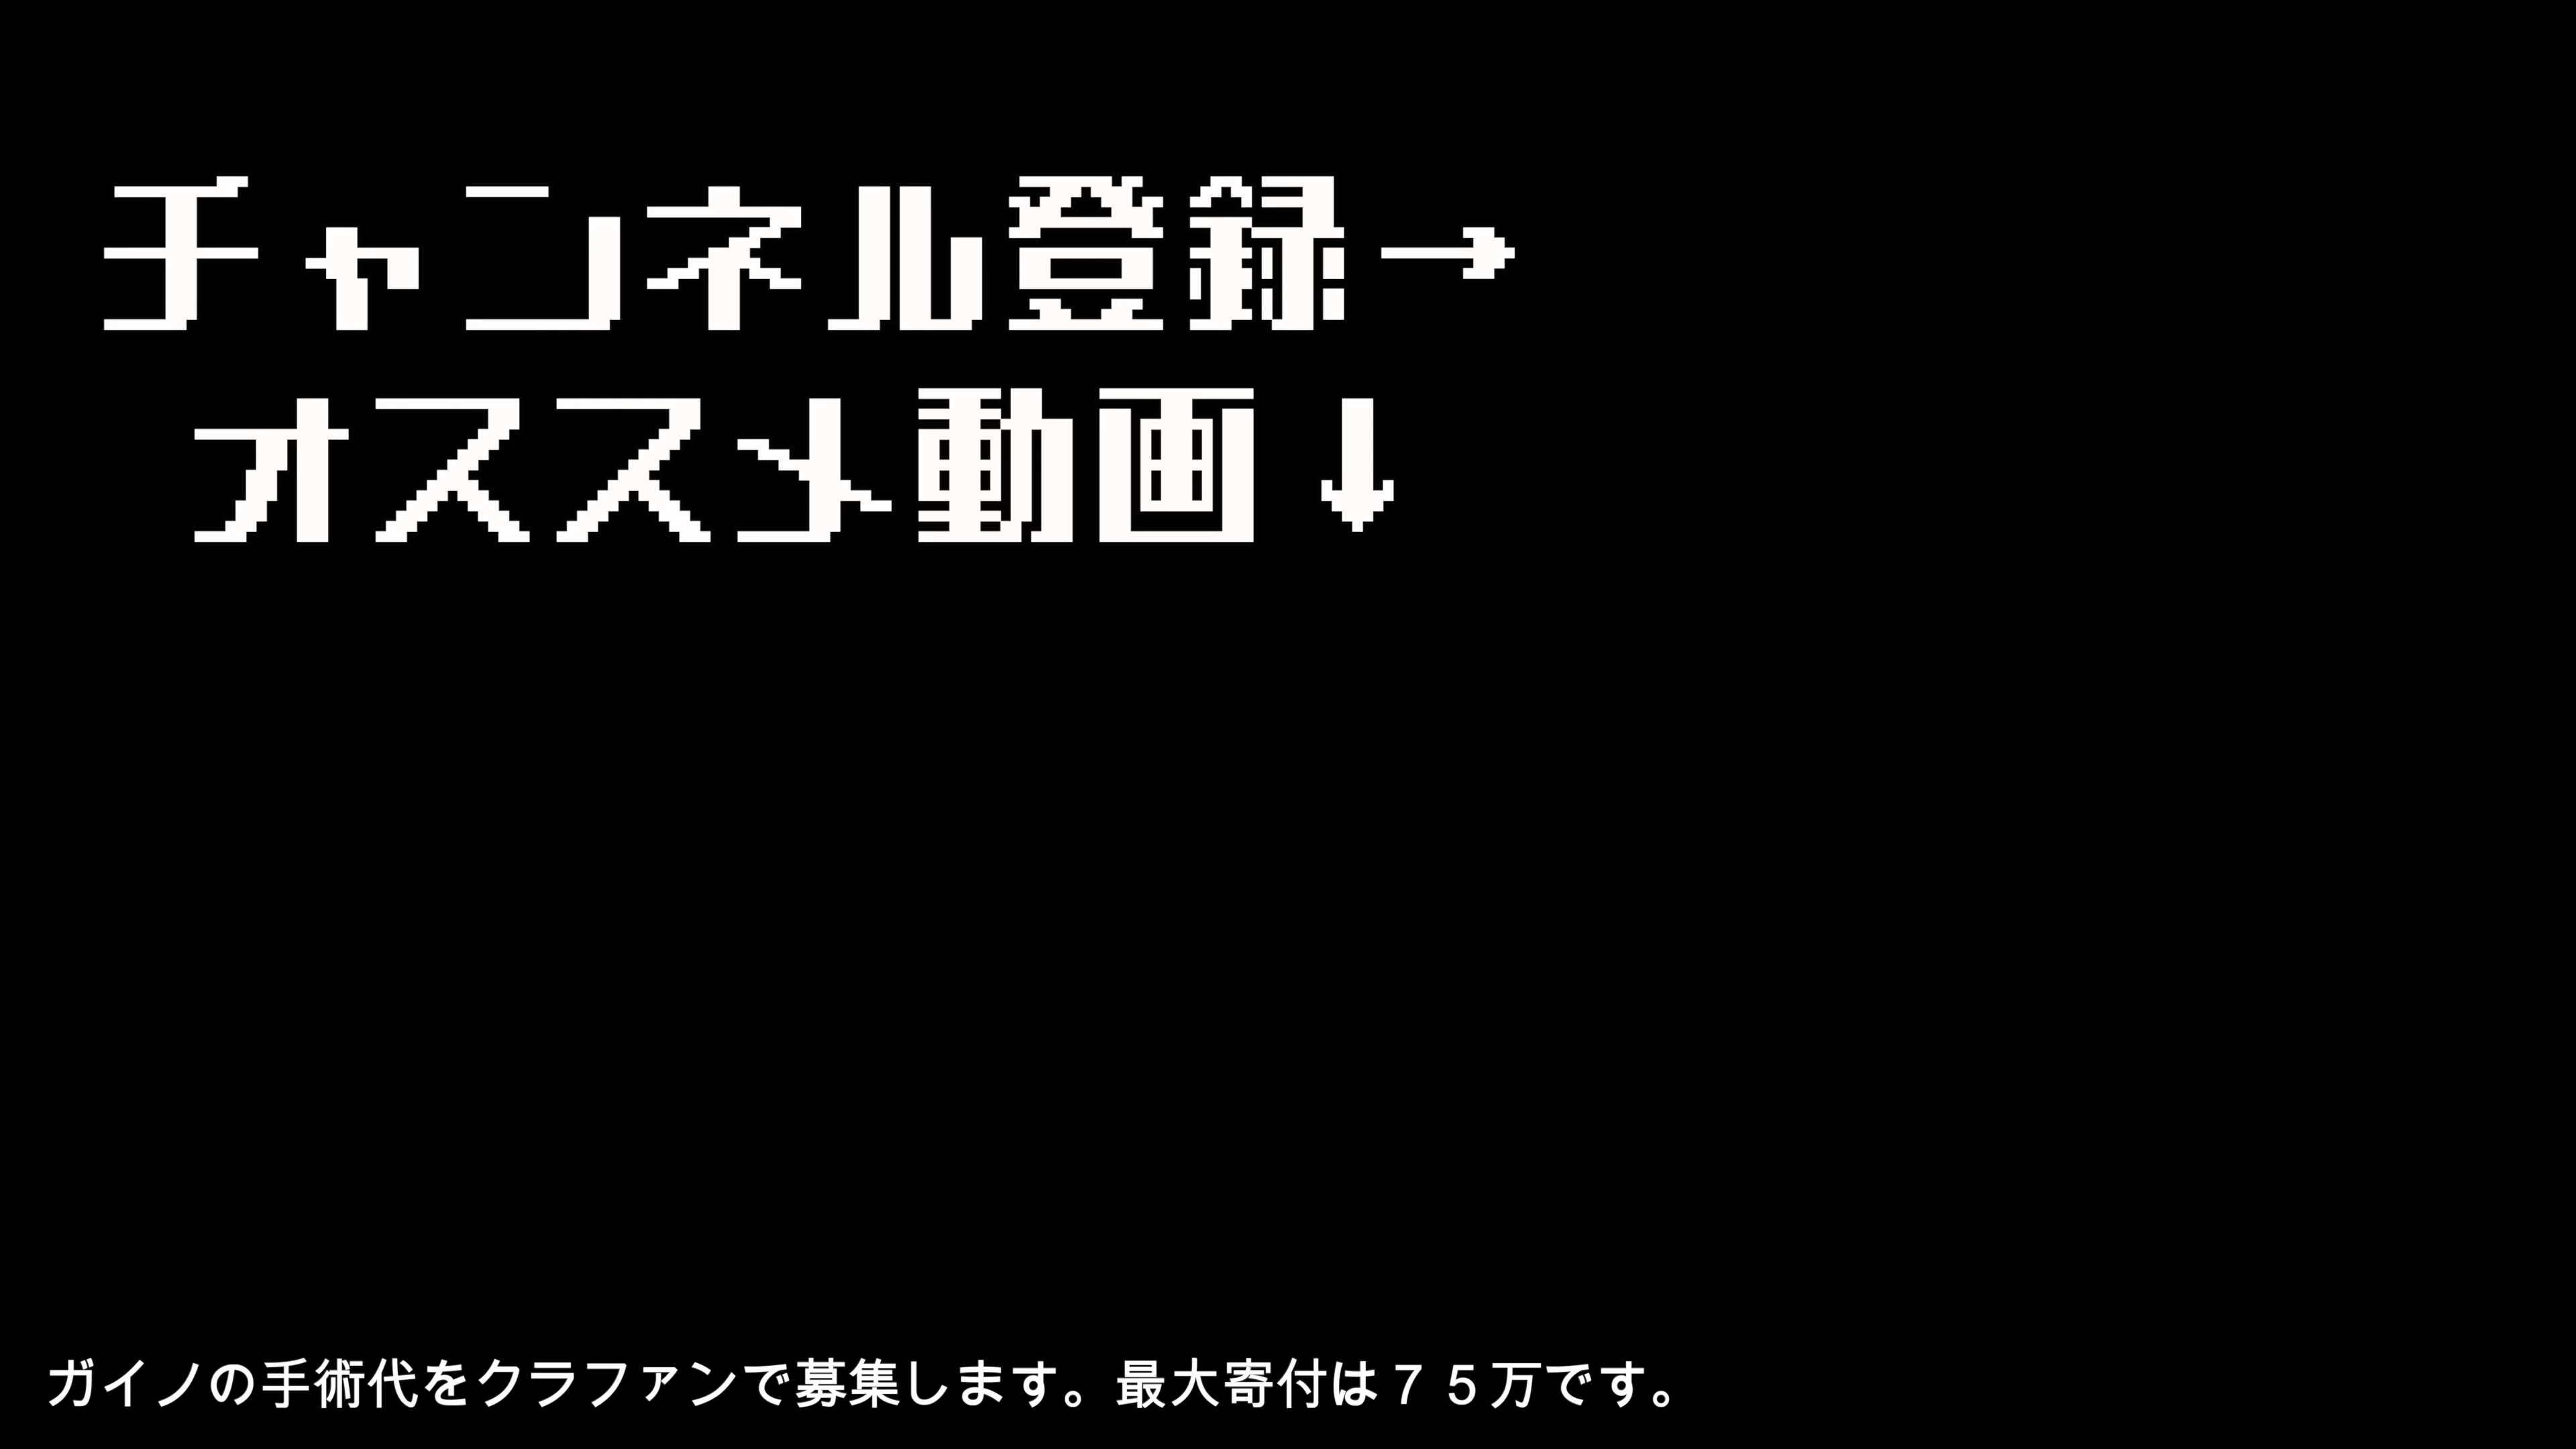 チャンネル登録→
オススメ動画↓
ガイノの手術代をクラファンで募集します。最大寄付は７５万です。